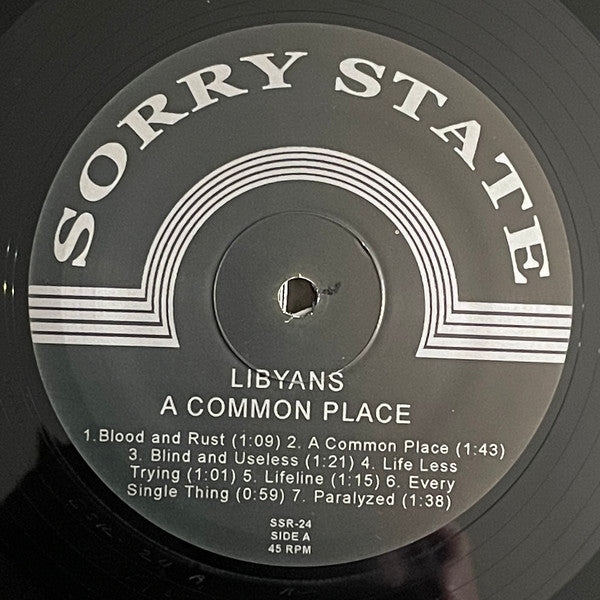 SORRY STATE
LIBYANS
A COMMON PLACE
1.Blood and Rust (1:09) 2. A Common Place (1:43)
3. Blind and Useless (1:21) 4. Life Less
Trying (1:01) 5. Lifeline (1:15) 6. Every
Single Thing (0:59) 7. Paralyzed (1:38)
SSR-24
SIDE A
45 RPM